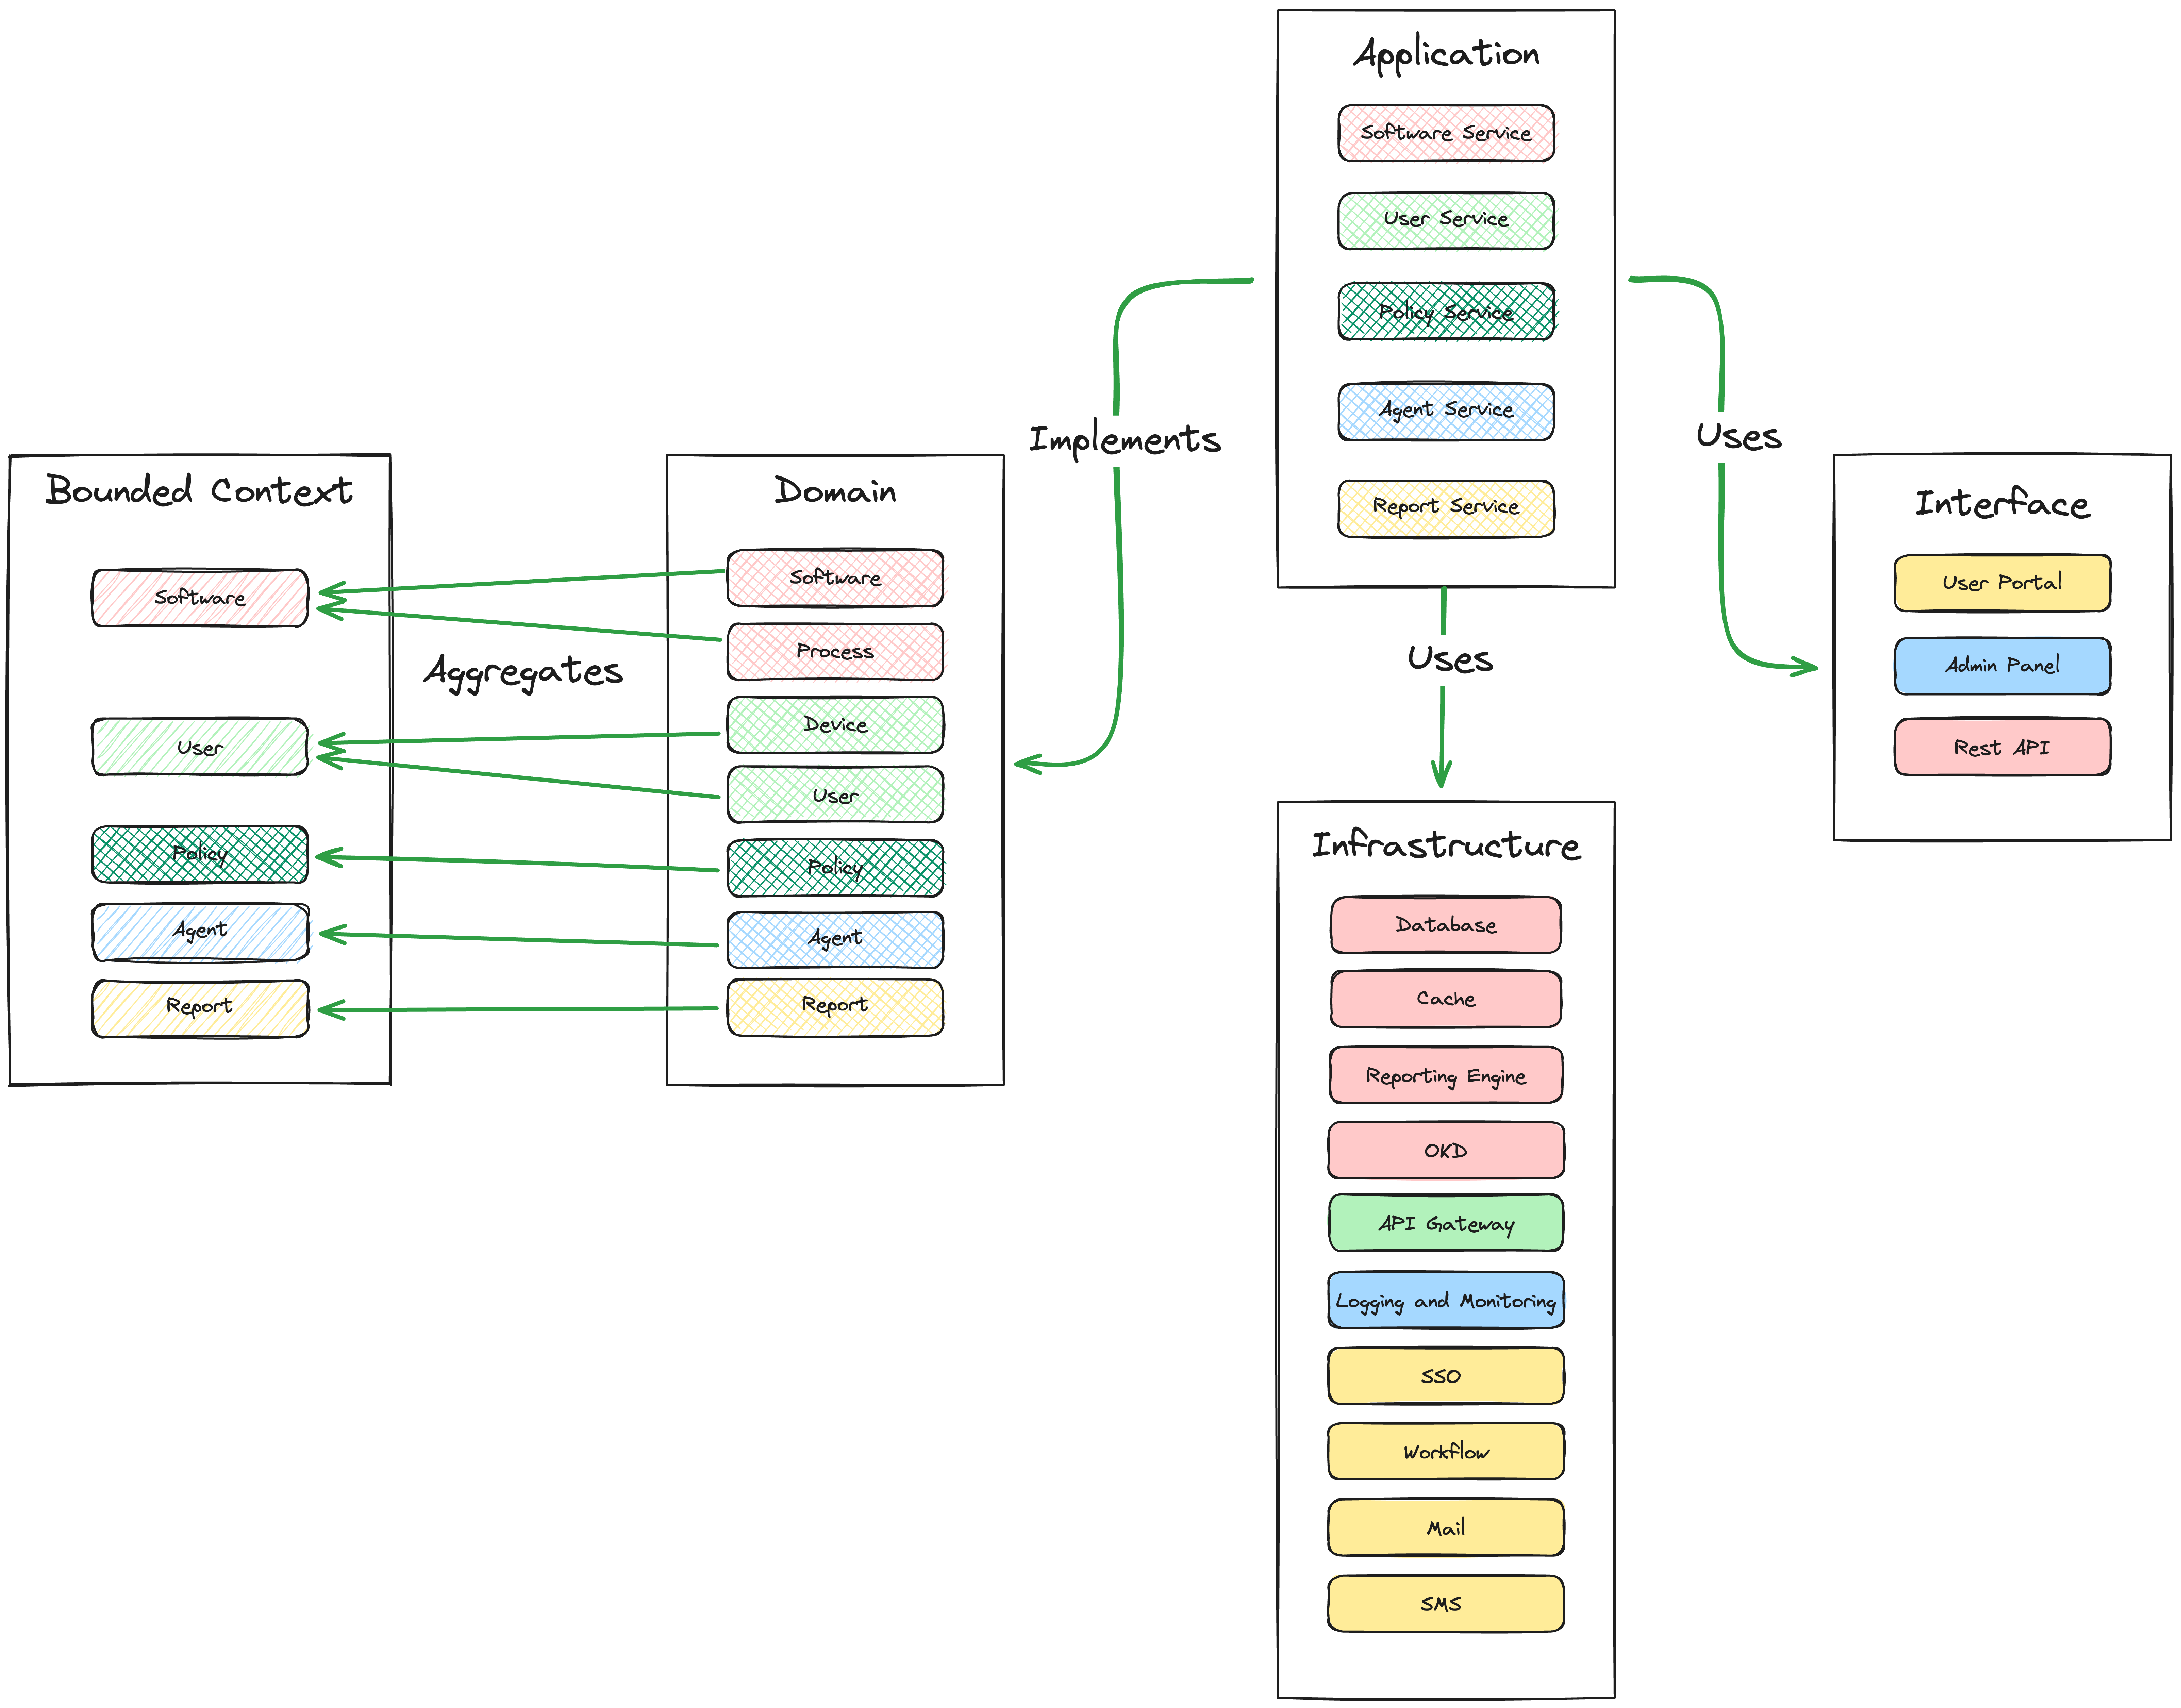 Application
Software Service
User Service
Policy Service
Agent Service
Report Service
Implements
Uses
Bounded Context
Software
User
Policy
Agent
Report
Aggregates
Domain
Software
Process
Device
User
Policy
Agent
Report
Uses
Interface
User Portal
Admin Panel
Rest API
Infrastructure
Database
Cache
Reporting Engine
OKD
API Gateway
Logging and Monitoring
SSO
Workflow
Mail
SMS